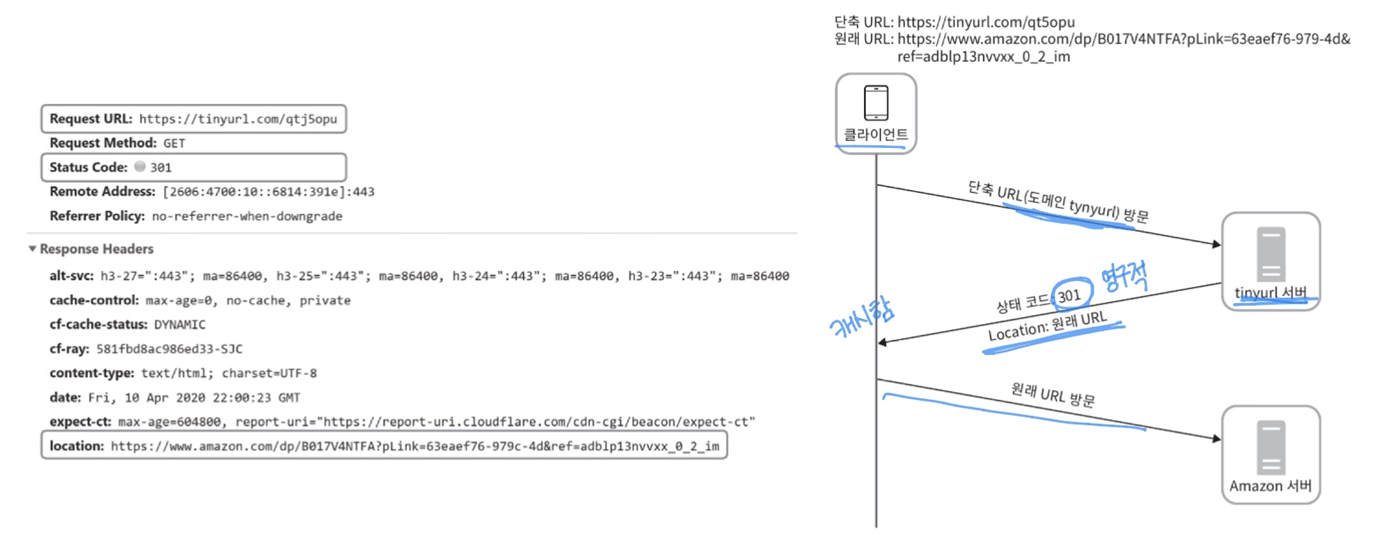 Request URL: https://tinyurl.com/qtj5opu
Request Method: GET
Status Code: 301
Remote Address: [2606:4700:10::6814:391e]:443
Referrer Policy: no-referrer-when-downgrade
Response Headers
alt-svc: h3-27=":443"; ma=86400, h3-25=":443"; ma=86400, h3-24=":443"; ma=86400, h3-23=":443"; ma=86400
cache-control: max-age=0, no-cache, private
cf-cache-status: DYNAMIC
cf-ray: 581fbd8ac986ed33-SJC
content-type: text/html; charset=UTF-8
date: Fri, 10 Apr 2020 22:00:23 GMT
expect-ct: max-age=604800, report-uri="https://report-uri.cloudflare.com/cdn-cgi/beacon/expect-ct"
location: https://www.amazon.com/dp/B017V4NTFA?pLink=63eaef76-979c-4d&ref=adblp13nvvxx_0_2_im
단축 URL: https://tinyurl.com/qt5opu
원래 URL: https://www.amazon.com/dp/B017V4NTFA?pLink=63eaef76-979-4d&
ref=adblp13nvvxx_0_2_im
클라이언트
단축 URL(도메인 tynyurl) 방문
tinyurl 서버
상태 코드: 301
영구적
Location: 원래 URL
캐시함
원래 URL 방문
Amazon 서버